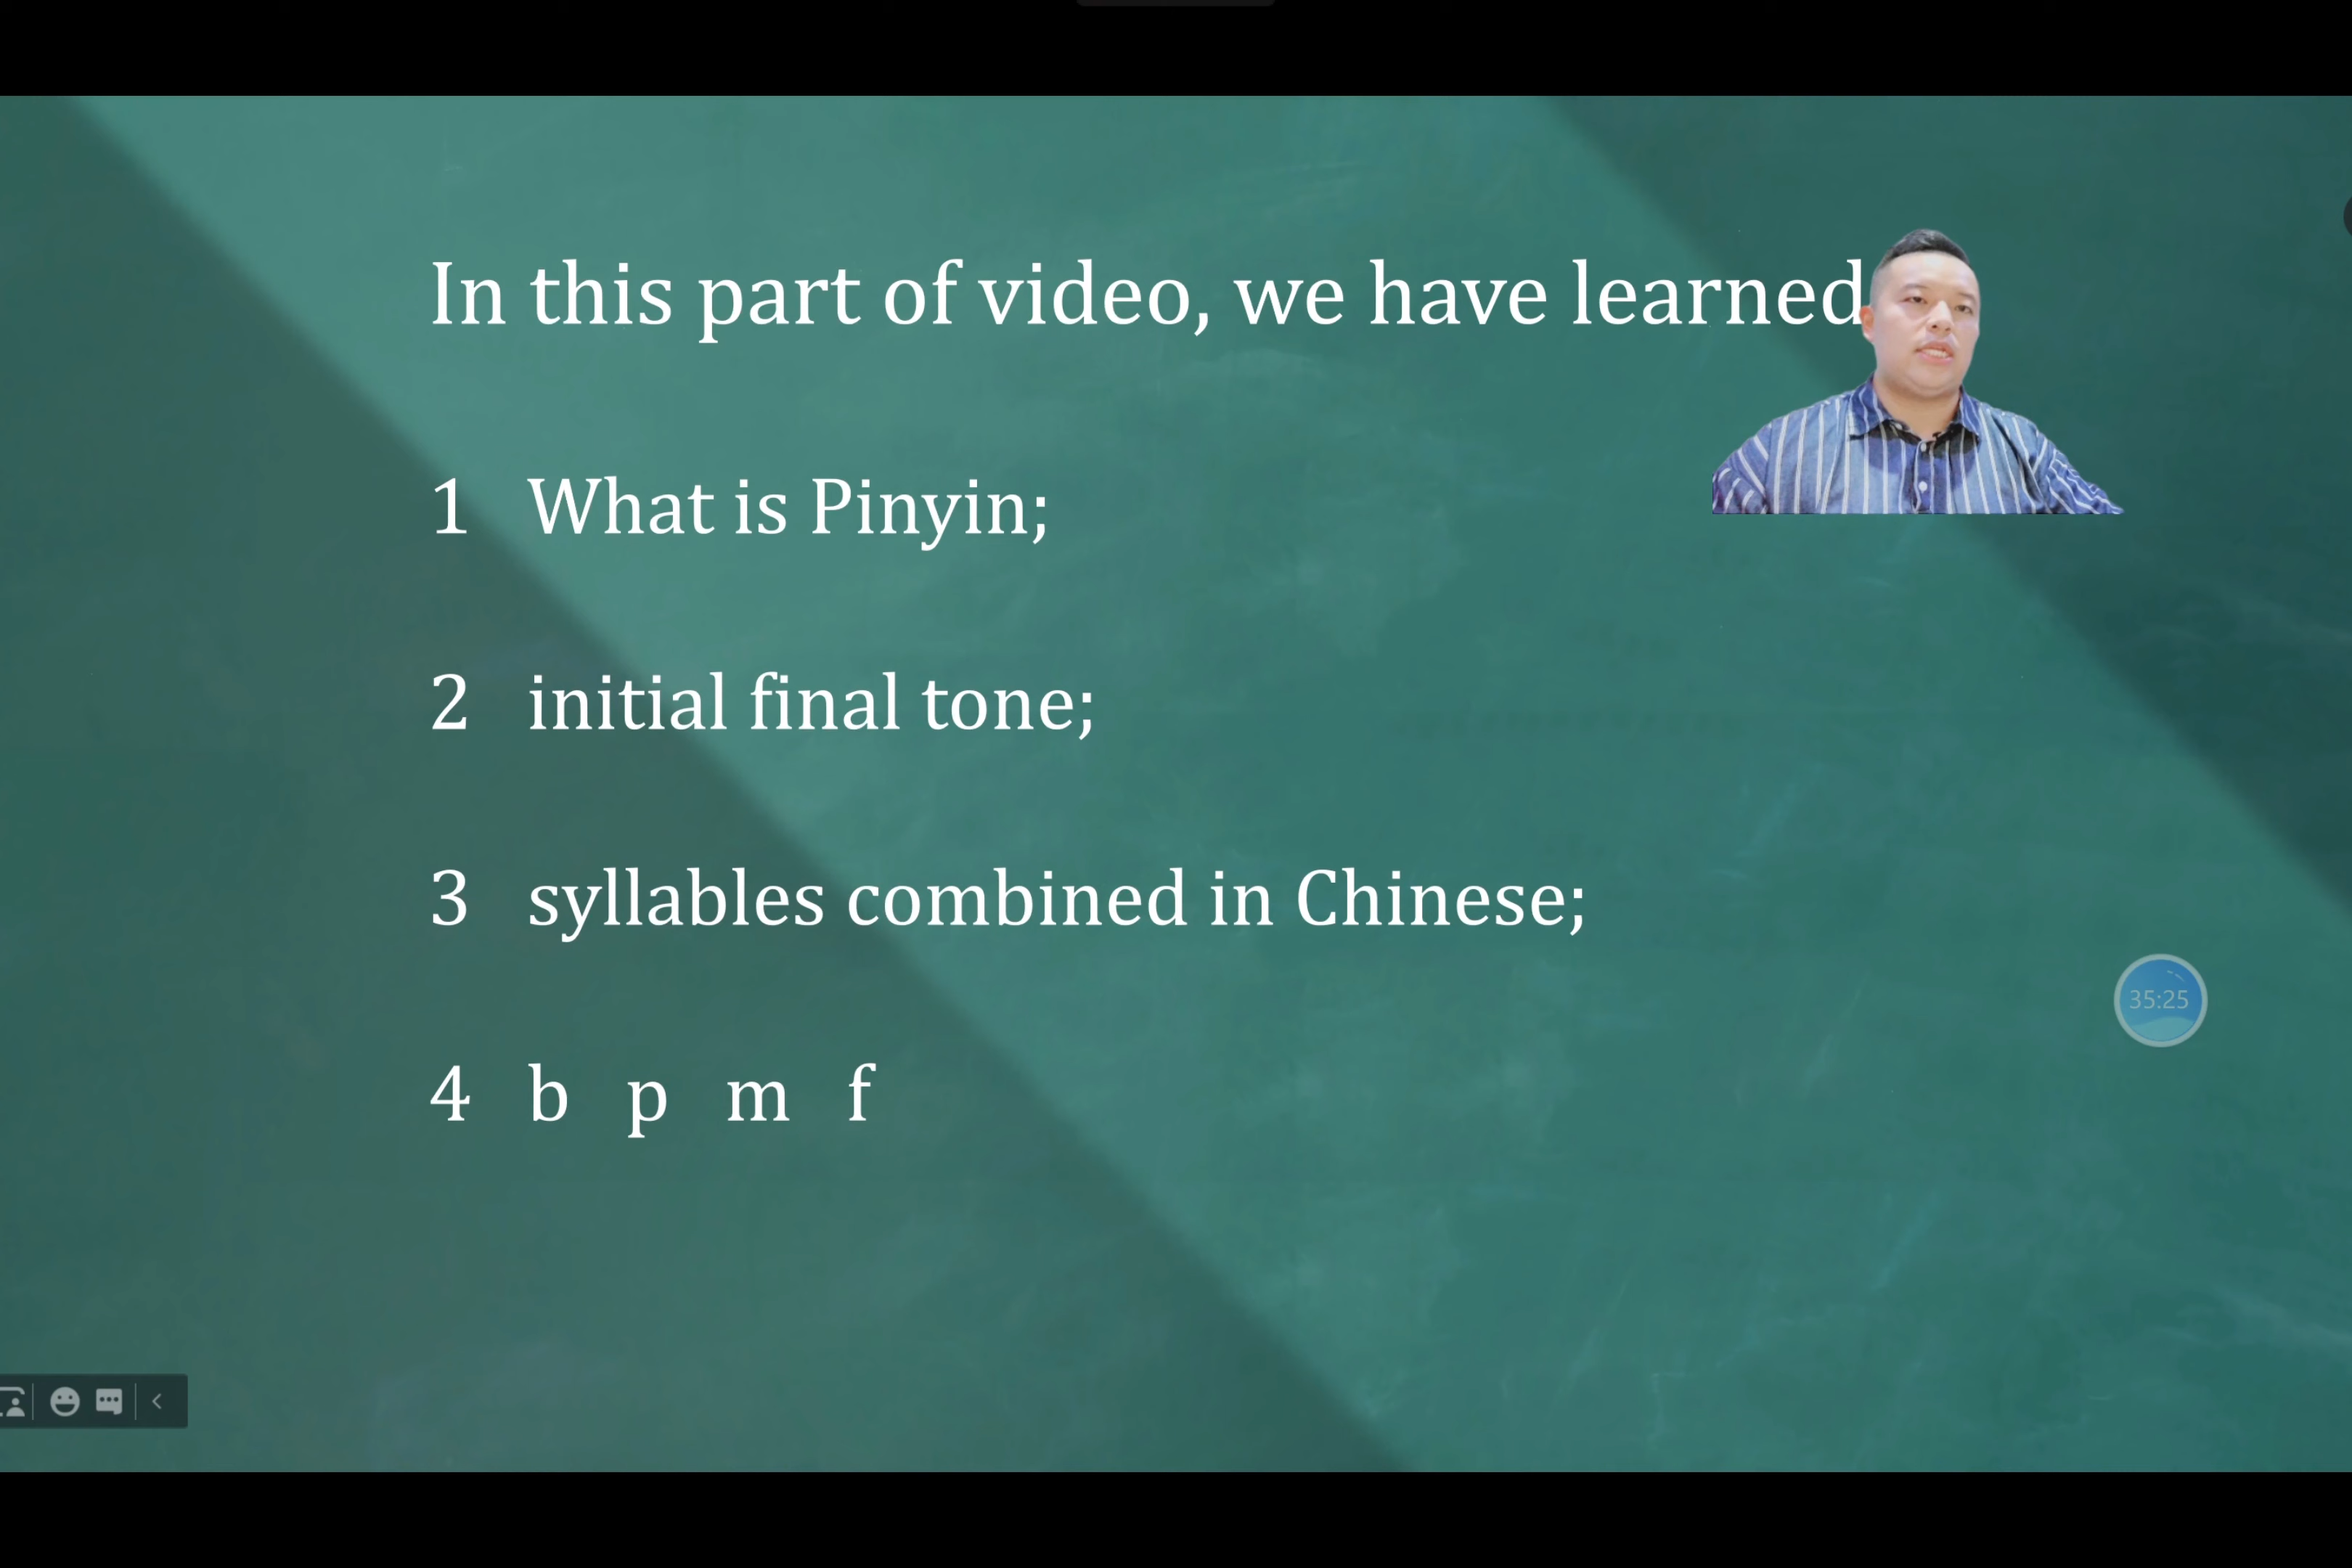 In this part of video, we have learned
1 What is Pinyin;
2 initial final tone;
3 syllables combined in Chinese;
4 b p m f
35:25